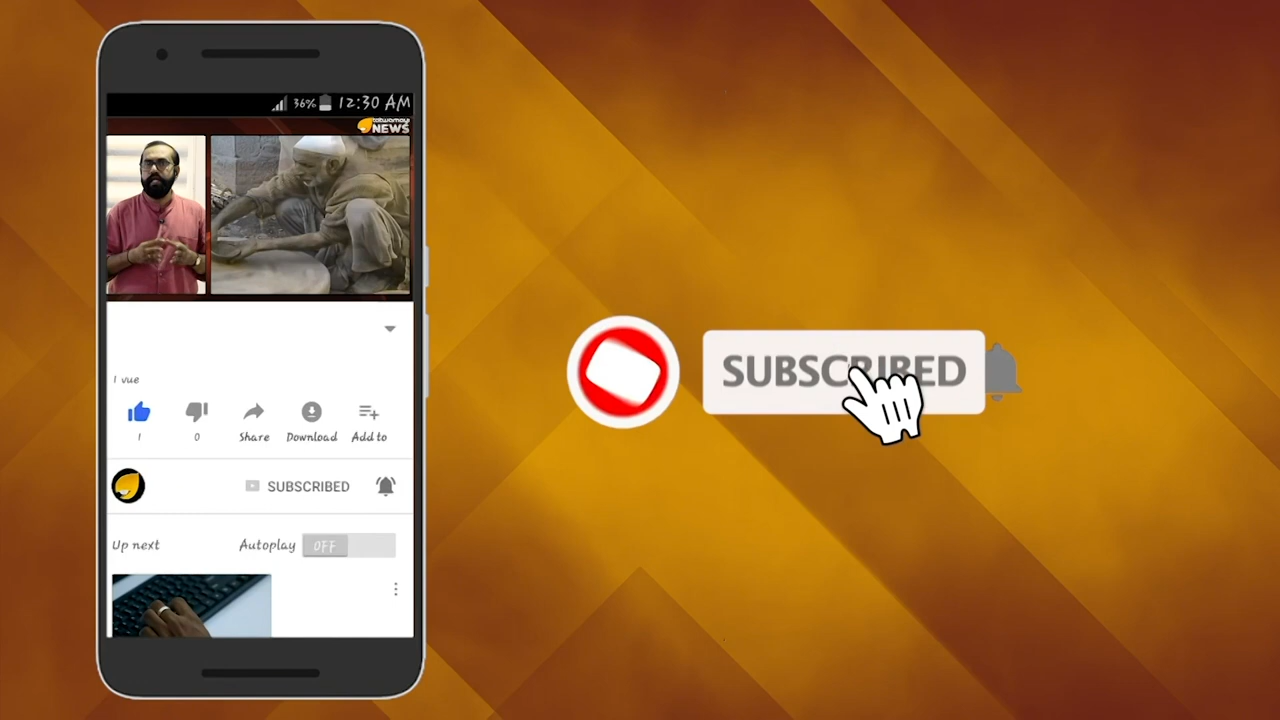 36% 12:30 AM
tatwamayi
NEWS
1 vue
1
0
Share
Download
Add to
SUBSCRIBED
Up next
Autoplay
OFF
SUBSCRIBED